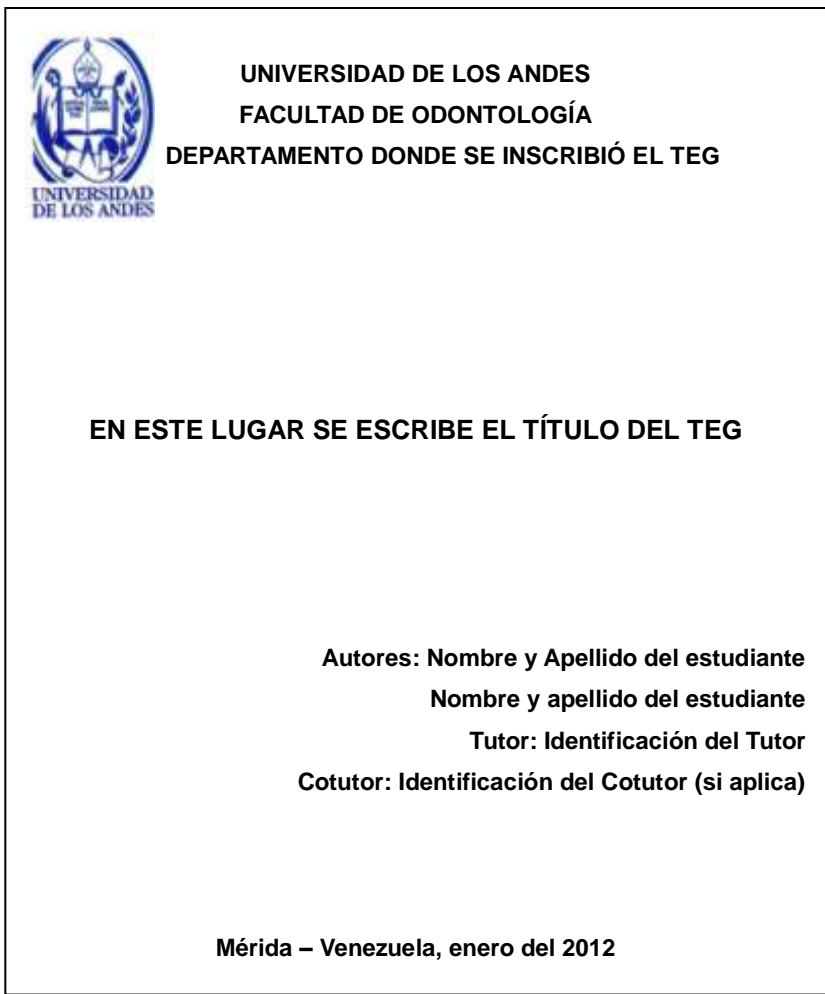 UNIVERSIDAD DE LOS ANDES
FACULTAD DE ODONTOLOGÍA
DEPARTAMENTO DONDE SE INSCRIBIÓ EL TEG
UNIVERSIDAD
DE LOS ANDES
EN ESTE LUGAR SE ESCRIBE EL TÍTULO DEL TEG
Autores: Nombre y Apellido del estudiante
Nombre y apellido del estudiante
Tutor: Identificación del Tutor
Cotutor: Identificación del Cotutor (si aplica)
Mérida – Venezuela, enero del 2012